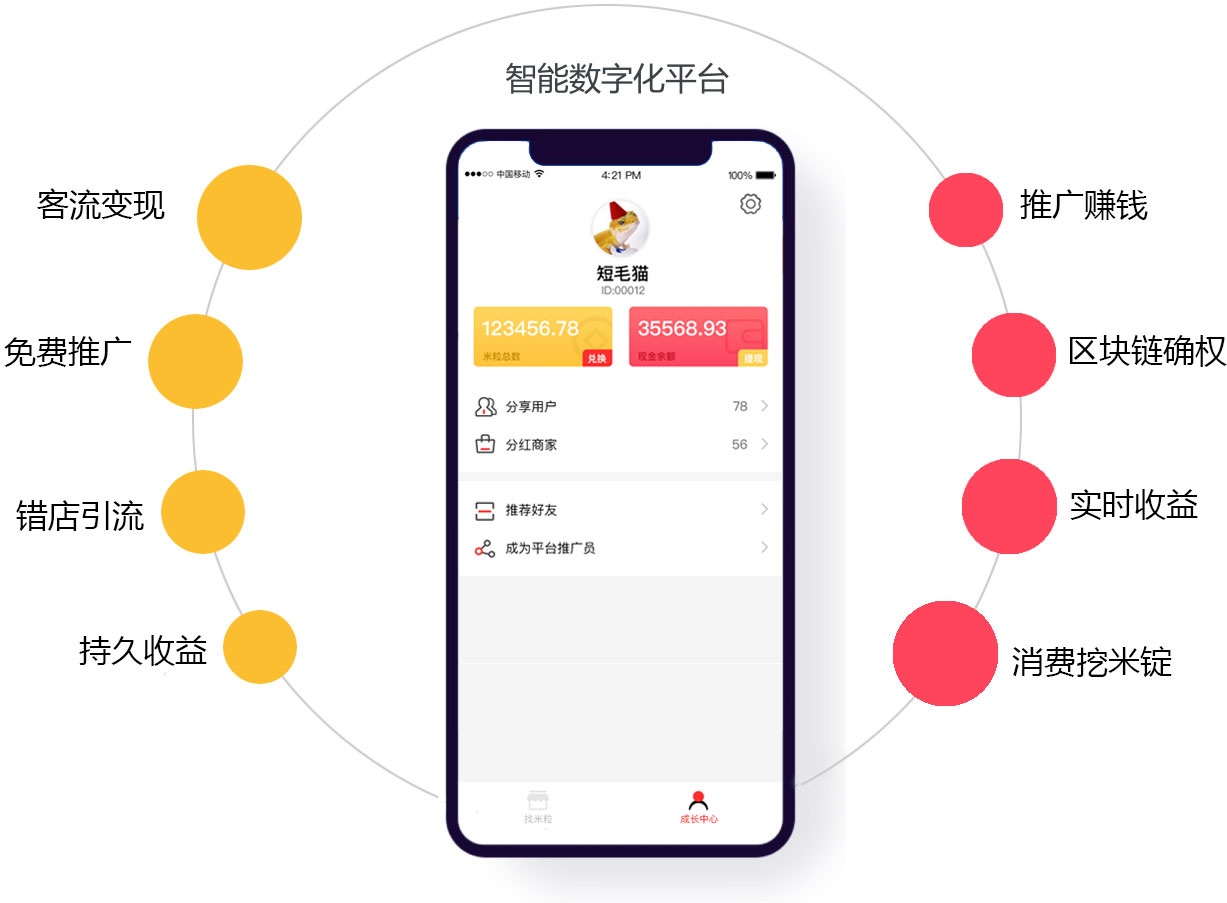 智能数字化平台
客流变现
免费推广
错店引流
持久收益
中国移动
4:21 PM
100%
短毛猫
ID:00012
123456.78
米粒总数
兑换
35568.93
现金余额
提现
分享用户
78
分红商家
56
推荐好友
成为平台推广员
找米粒
成长中心
推广赚钱
区块链确权
实时收益
消费挖米锭